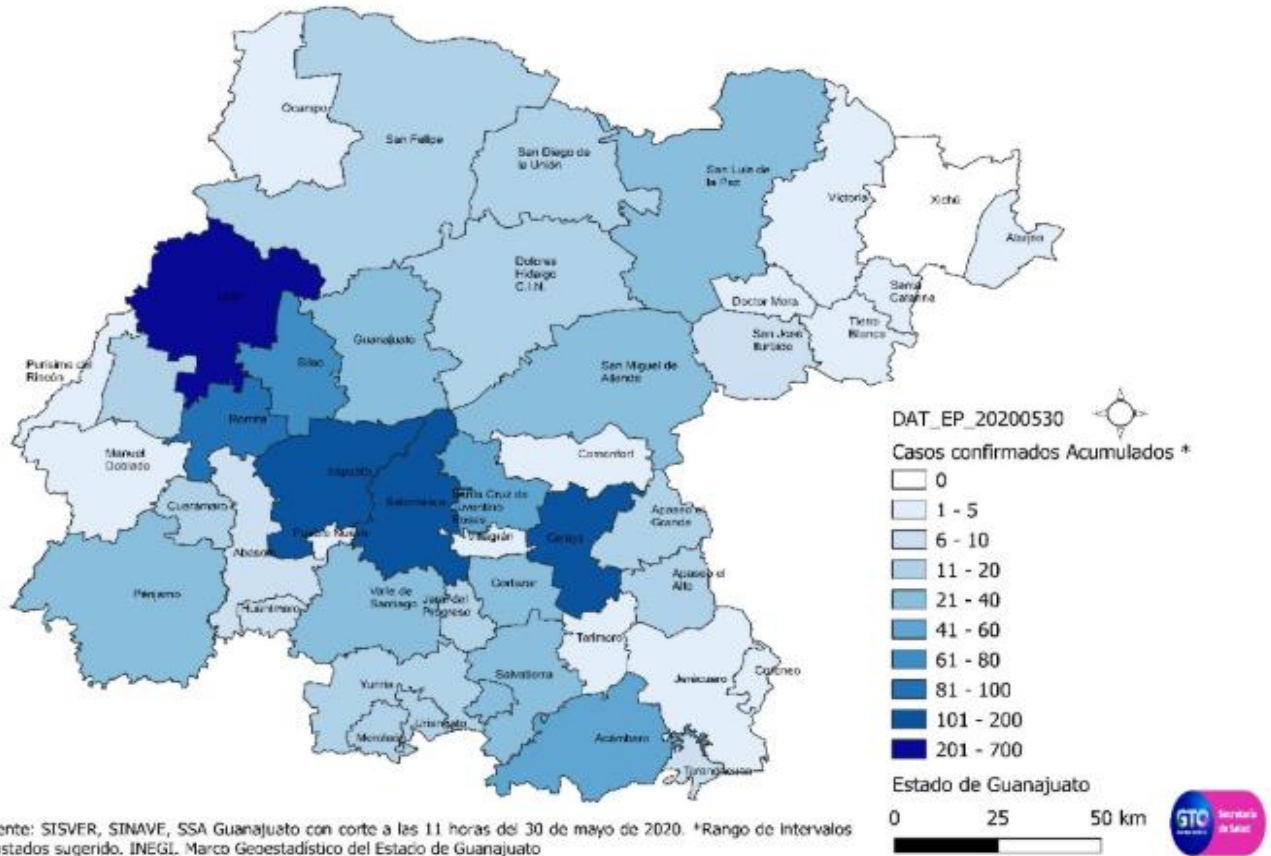 Ocampo
San Felipe
San Diego de
la Unión
San Luis de
la Paz
Victoria
Xichú
Atarjea
Dolores
Hidalgo
C.I.N.
Doctor Mora
Santa
Catarina
San José
Iturbide
Tierra
Blanca
León
Guanajuato
Silao
San Miguel de
Allende
Purísima del
Rincón
Romita
Manuel
Doblado
Irapuato
Comonfort
Salamanca
Santa Cruz de
Juventino
Rosas
Cuerámaro
Apaseo el
Grande
Pueblo Nuevo
Villagrán
Celaya
Abasolo
Pénjamo
Valle de
Santiago
Jaral del
Progreso
Cortazar
Apaseo el
Alto
Huanímaro
Tarimoro
Salvatierra
Jerécuaro
Coroneo
Yuriria
Uriangato
Moroleón
Acámbaro
Tarandacuao
DAT_EP_20200530
Casos confirmados Acumulados *
0
1 - 5
6 - 10
11 - 20
21 - 40
41 - 60
61 - 80
81 - 100
101 - 200
201 - 700
Estado de Guanajuato
0 25 50 km
GTO
Secretaría
de Salud
ente: SISVER, SINAVE, SSA Guanajuato con corte a las 11 horas del 30 de mayo de 2020. *Rango de intervalos
ustados sugerido. INEGI. Marco Geoestadístico del Estado de Guanajuato